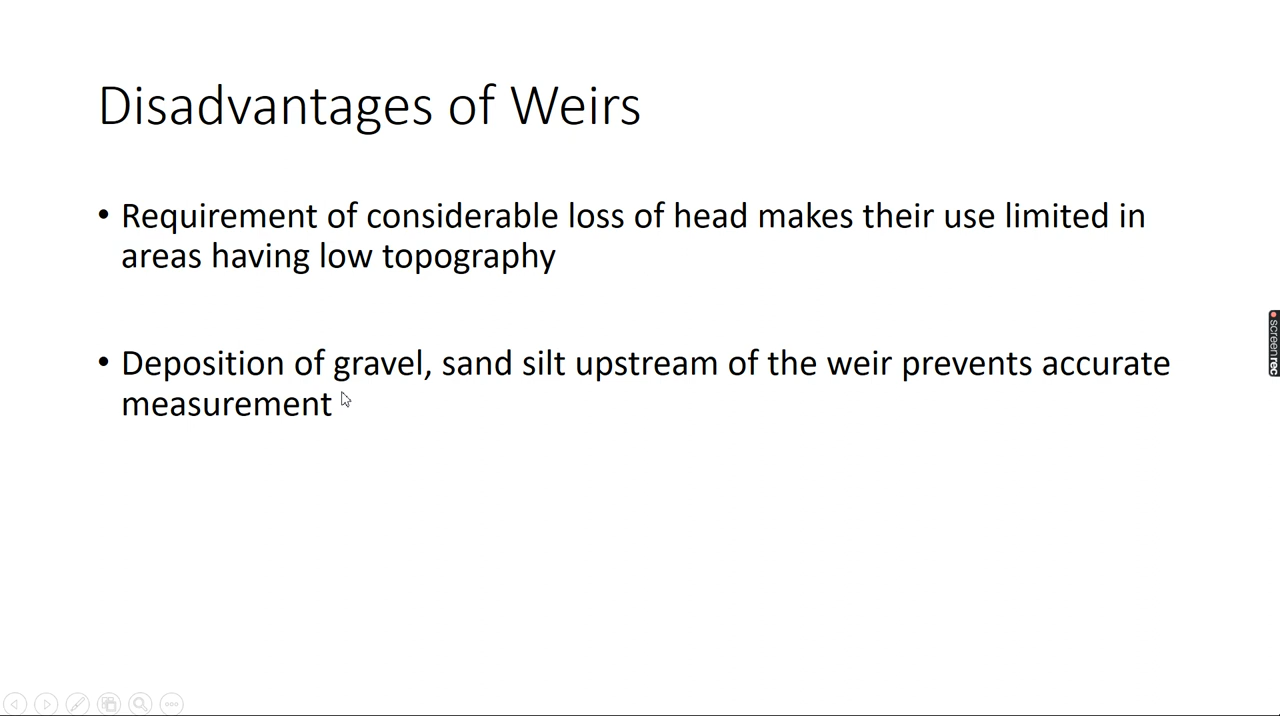 Disadvantages of Weirs
• Requirement of considerable loss of head makes their use limited in
areas having low topography
• Deposition of gravel, sand silt upstream of the weir prevents accurate
measurement
screenrec